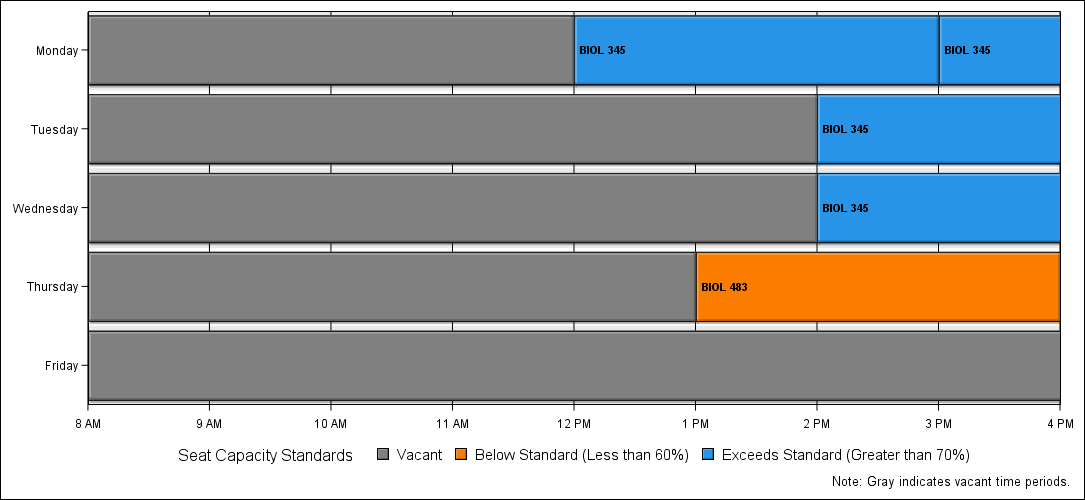 Monday BIOL 345 BIOL 345
Tuesday BIOL 345
Wednesday BIOL 345
Thursday BIOL 483
Friday
8 AM 9 AM 10 AM 11 AM 12 PM 1 PM 2 PM 3 PM 4 PM
Seat Capacity Standards Vacant Below Standard (Less than 60%) Exceeds Standard (Greater than 70%)
Note: Gray indicates vacant time periods.